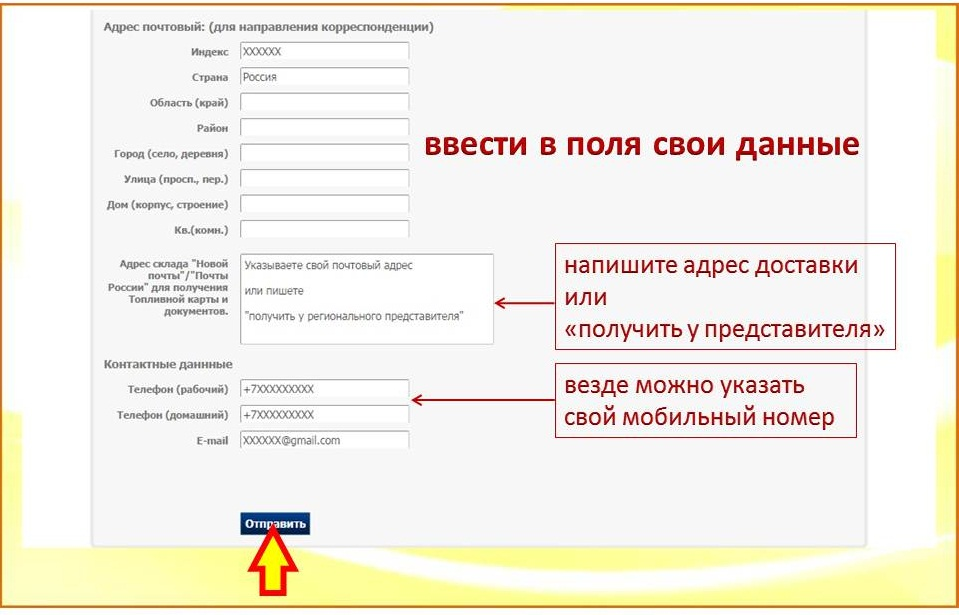 Адрес почтовый: (для направления корреспонденции)
Индекс XXXXXX
Страна Россия
Область (край)
Район
ввести в поля свои данные
Город (село, деревня)
Улица (просп., пер.)
Дом (корпус, строение)
Кв.(комн.)
Адрес склада "Новой
почты"/"Почты
России" для получения
Топливной карты и
документов.
Указываете свой почтовый адрес
или пишете
"получить у регионального представителя"
напишите адрес доставки
или
«получить у представителя»
Контактные даннные
Телефон (рабочий) +7XXXXXXXXX
Телефон (домашний) +7XXXXXXXXX
E-mail XXXXXX@gmail.com
везде можно указать
свой мобильный номер
Отправить